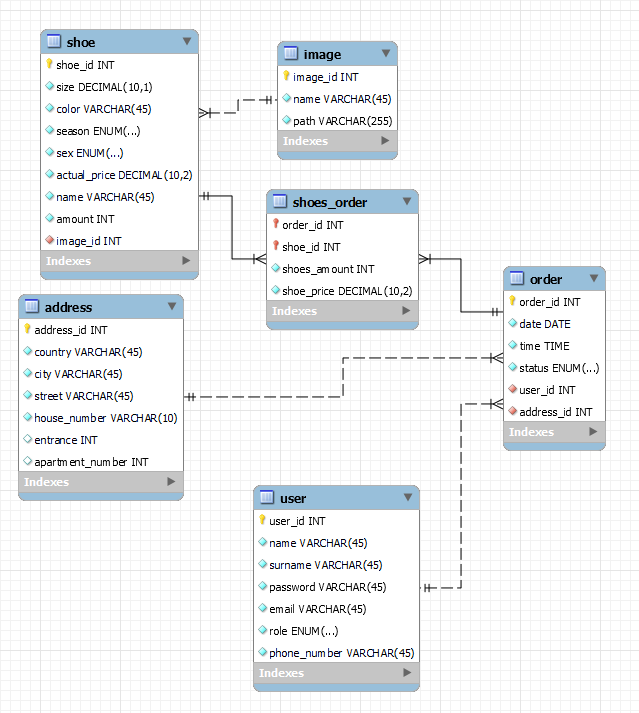 shoe
shoe_id INT
size DECIMAL(10,1)
color VARCHAR(45)
season ENUM(...)
sex ENUM(...)
actual_price DECIMAL(10,2)
name VARCHAR(45)
amount INT
image_id INT
Indexes
image
image_id INT
name VARCHAR(45)
path VARCHAR(255)
Indexes
shoes_order
order_id INT
shoe_id INT
shoes_amount INT
shoe_price DECIMAL(10,2)
Indexes
order
order_id INT
date DATE
time TIME
status ENUM(...)
user_id INT
address_id INT
Indexes
address
address_id INT
country VARCHAR(45)
city VARCHAR(45)
street VARCHAR(45)
house_number VARCHAR(10)
entrance INT
apartment_number INT
Indexes
user
user_id INT
name VARCHAR(45)
surname VARCHAR(45)
password VARCHAR(45)
email VARCHAR(45)
role ENUM(...)
phone_number VARCHAR(45)
Indexes